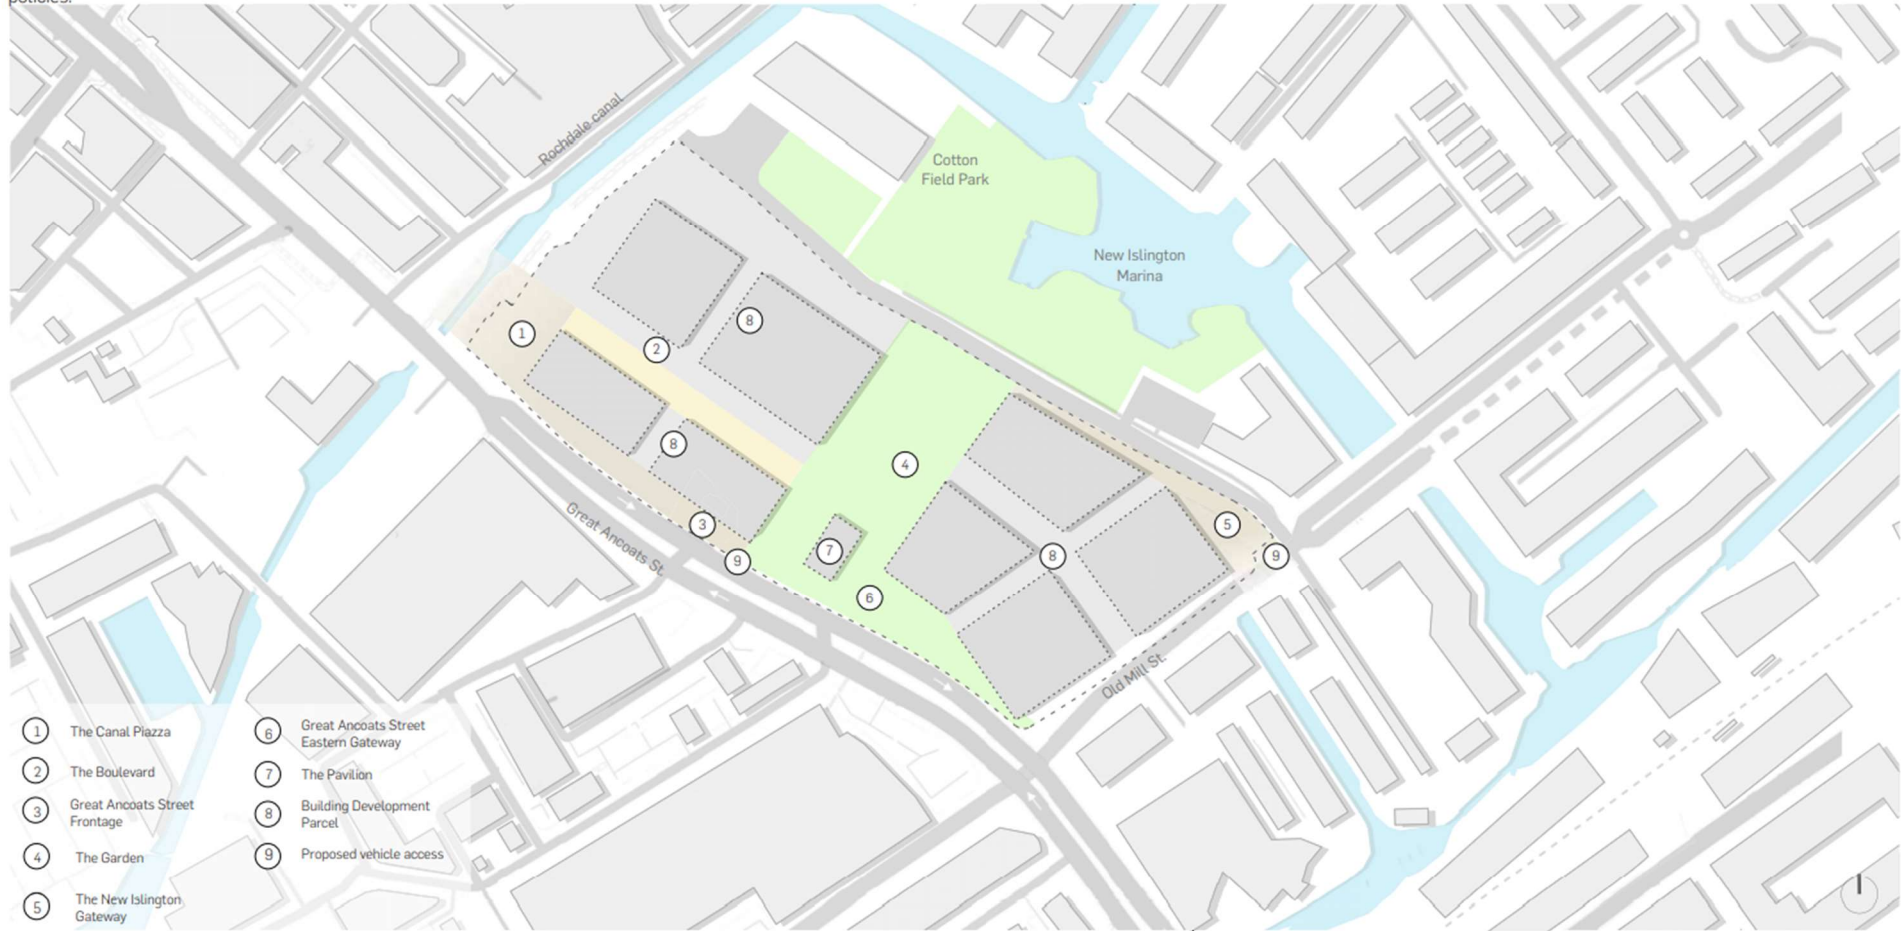 policies.
Rochdale canal
Cotton
Field Park
New Islington
Marina
1
2
8
8
3
9
4
7
6
8
5
9
Great Ancoats St.
Old Mill St.
1 The Canal Piazza
2 The Boulevard
3 Great Ancoats Street
Frontage
4 The Garden
5 The New Islington
Gateway
6 Great Ancoats Street
Eastern Gateway
7 The Pavilion
8 Building Development
Parcel
9 Proposed vehicle access